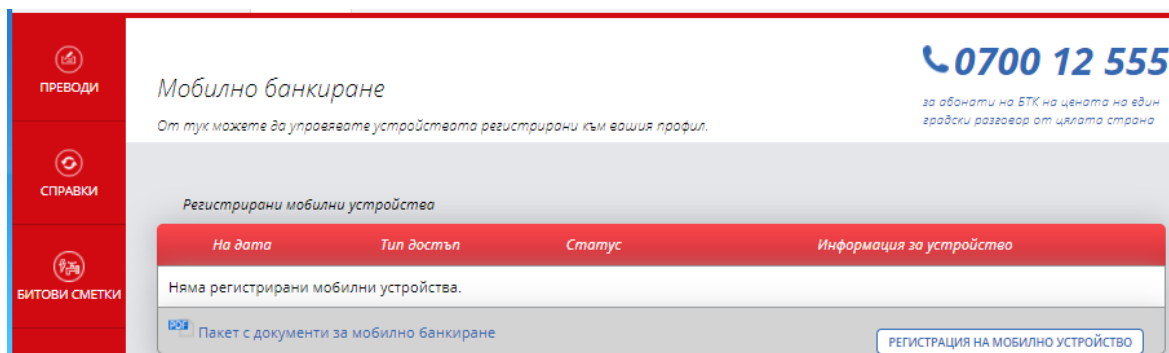 ПРЕВОДИ
СПРАВКИ
БИТОВИ СМЕТКИ
Мобилно банкиране
От тук можете да управявате устройствата регистрирани към вашия профил.
0700 12 555
за абонати на БТК на цената на един
градски разговор от цялата страна
Регистрирани мобилни устройства
На дата Тип достъп Статус Информация за устройство
Няма регистрирани мобилни устройства.
PDF Пакет с документи за мобилно банкиране
РЕГИСТРАЦИЯ НА МОБИЛНО УСТРОЙСТВО